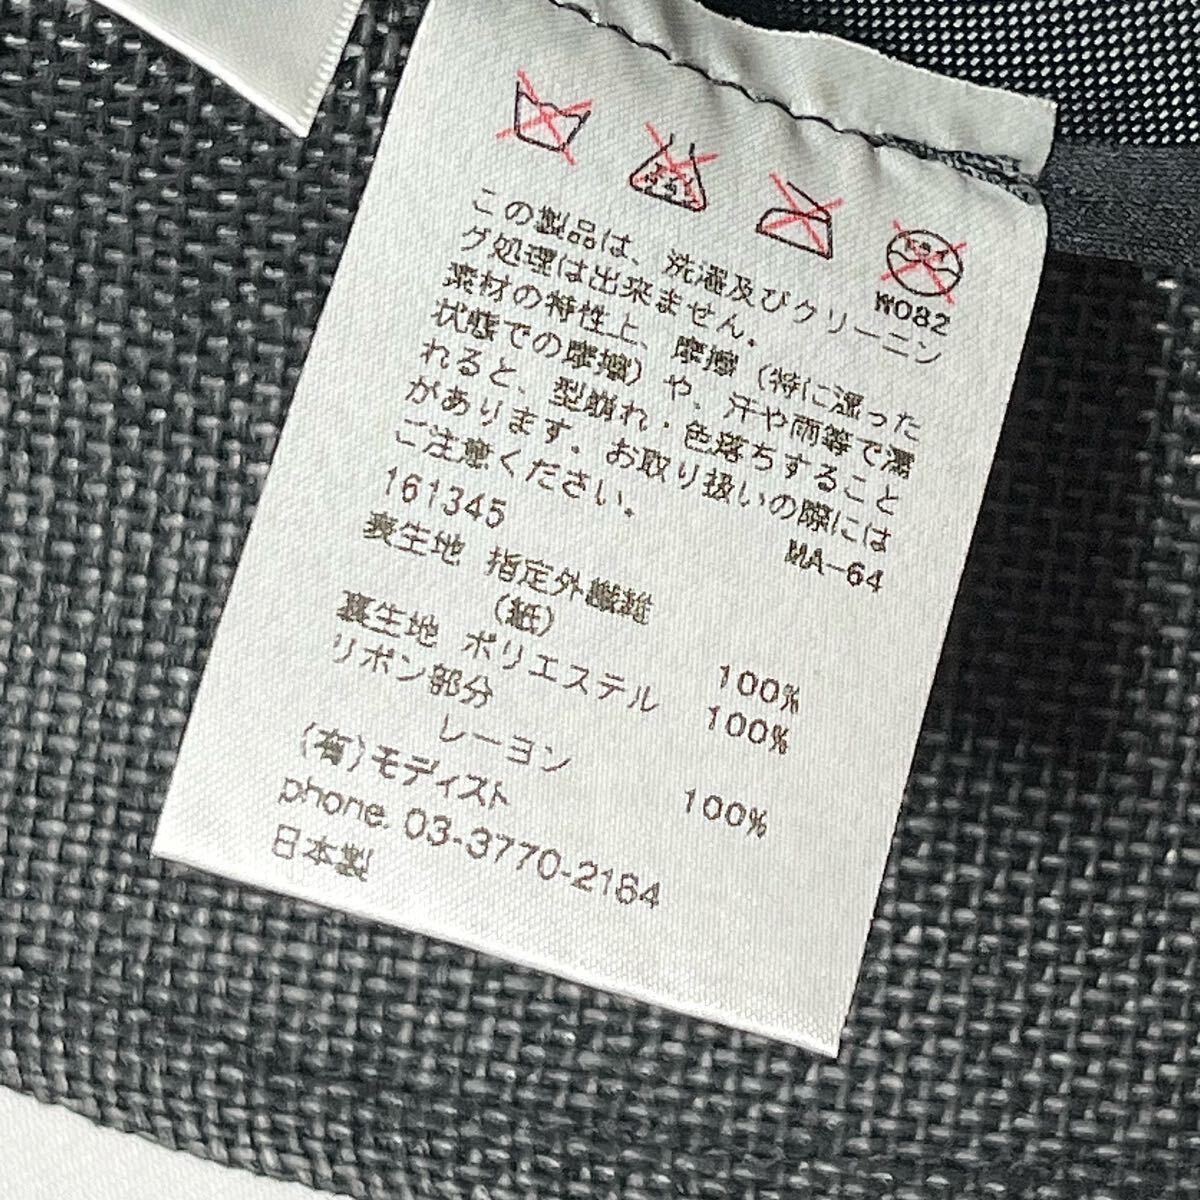 W082
この製品は、洗濯及びクリーニン
グ処理は出来ません。
素材の特性上、摩擦（特に湿った
状態での摩擦）や、汗や雨等で濡
れると、型崩れ・色落ちすること
があります。お取り扱いの際には
ご注意ください。
MA-64
161345
表生地 指定外繊維
（紙） 100%
裏生地 ポリエステル 100%
リボン部分
レーヨン 100%
(有)モディスト
phone. 03-3770-2184
日本製